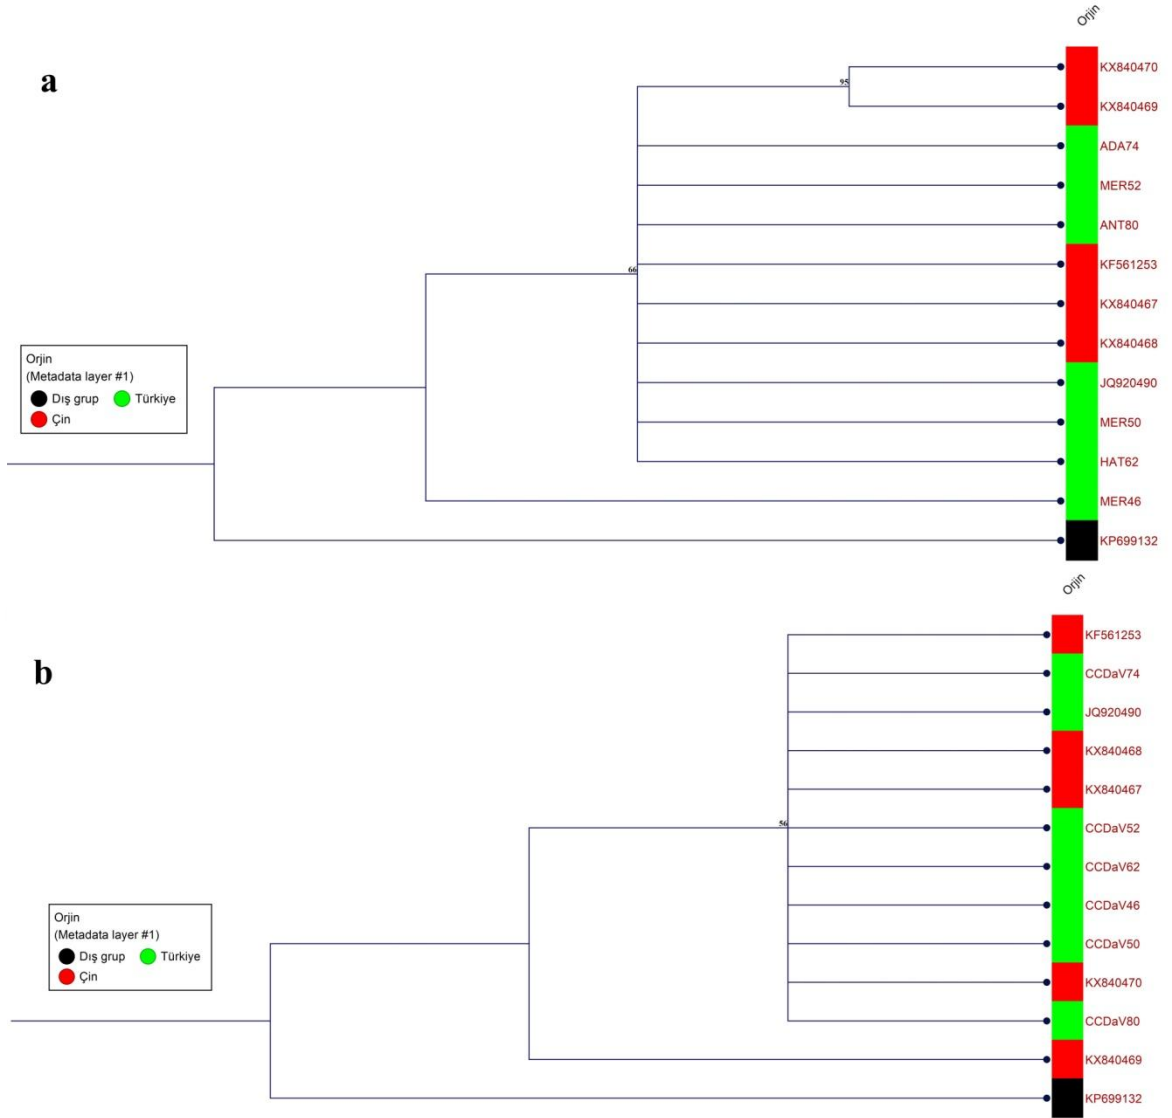 Orjin
a
KX840470
95
KX840469
ADA74
MER52
ANT80
KF561253
66
KX840467
KX840468
Orjin
(Metadata layer #1)
Dış grup Türkiye
Çin
JQ920490
MER50
HAT62
MER46
KP699132
Orjin
b
KF561253
CCDaV74
JQ920490
KX840468
KX840467
56
CCDaV52
CCDaV62
CCDaV46
Orjin
(Metadata layer #1)
Dış grup Türkiye
Çin
CCDaV50
KX840470
CCDaV80
KX840469
KP699132